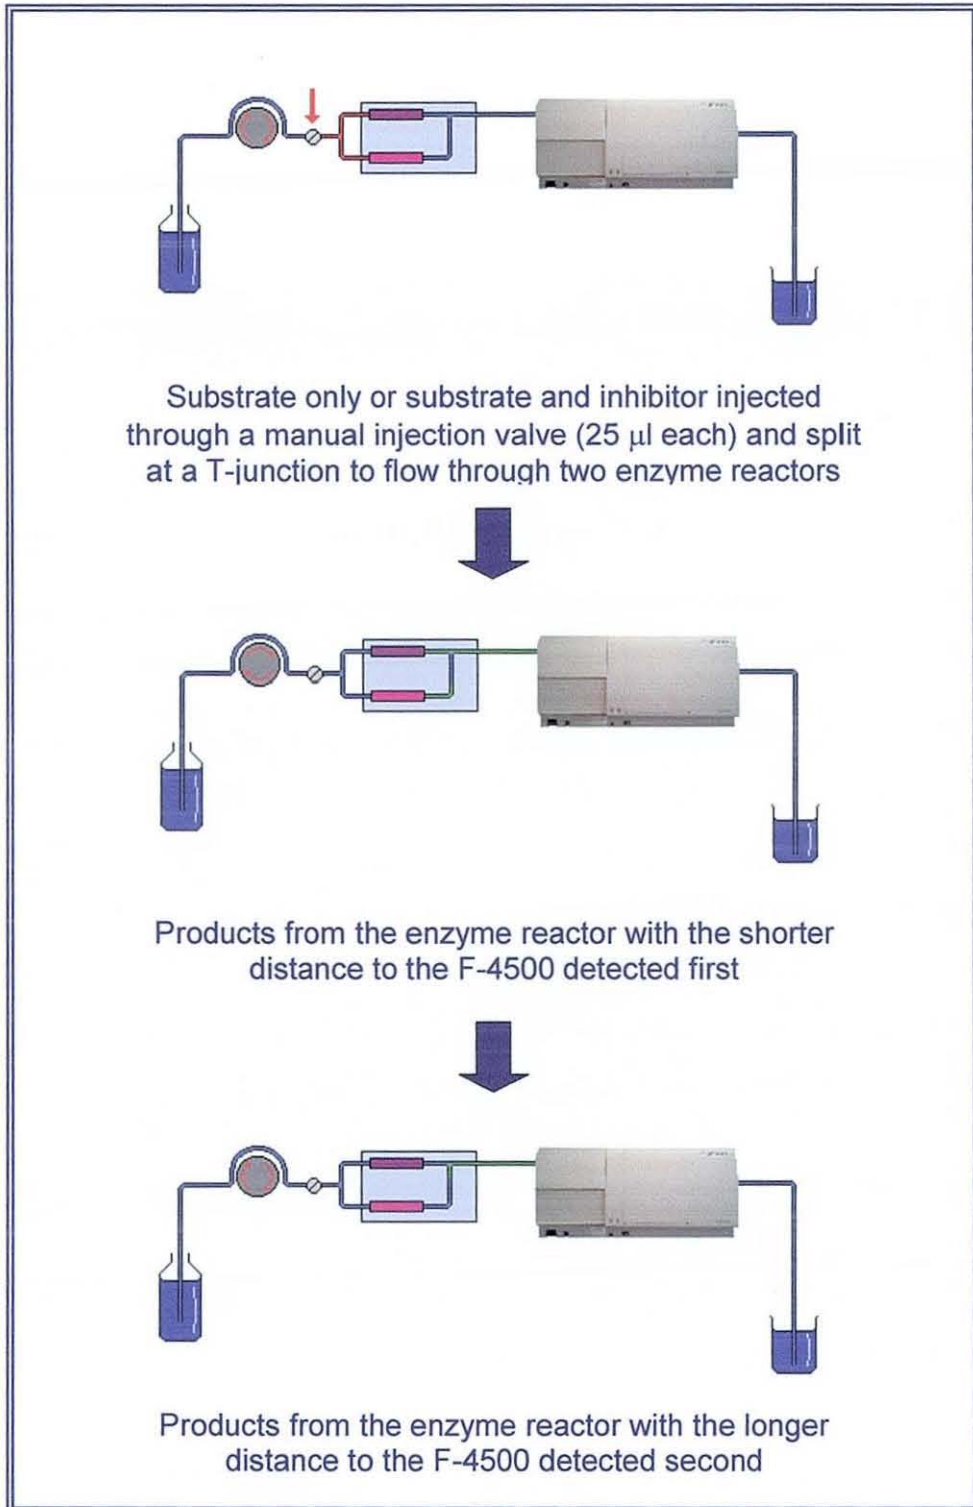 Substrate only or substrate and inhibitor injected
through a manual injection valve (25 µl each) and split
at a T-junction to flow through two enzyme reactors
Products from the enzyme reactor with the shorter
distance to the F-4500 detected first
Products from the enzyme reactor with the longer
distance to the F-4500 detected second